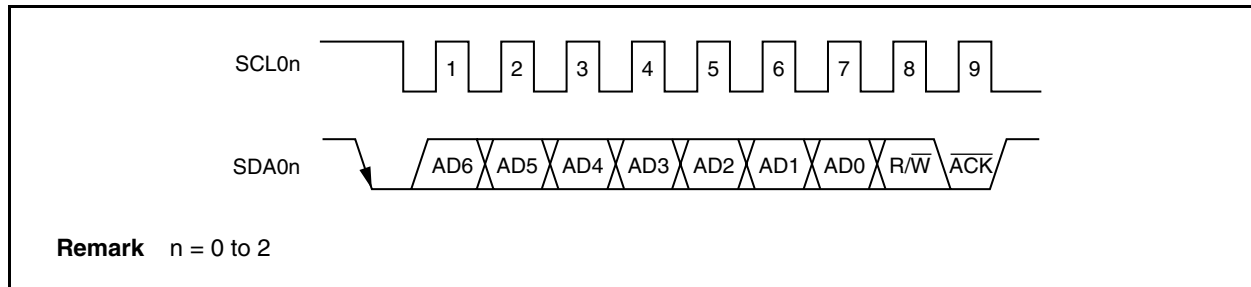 SCL0n 1 2 3 4 5 6 7 8 9
SDA0n AD6 AD5 AD4 AD3 AD2 AD1 AD0 R/W̅ A̅C̅K̅
Remark n = 0 to 2